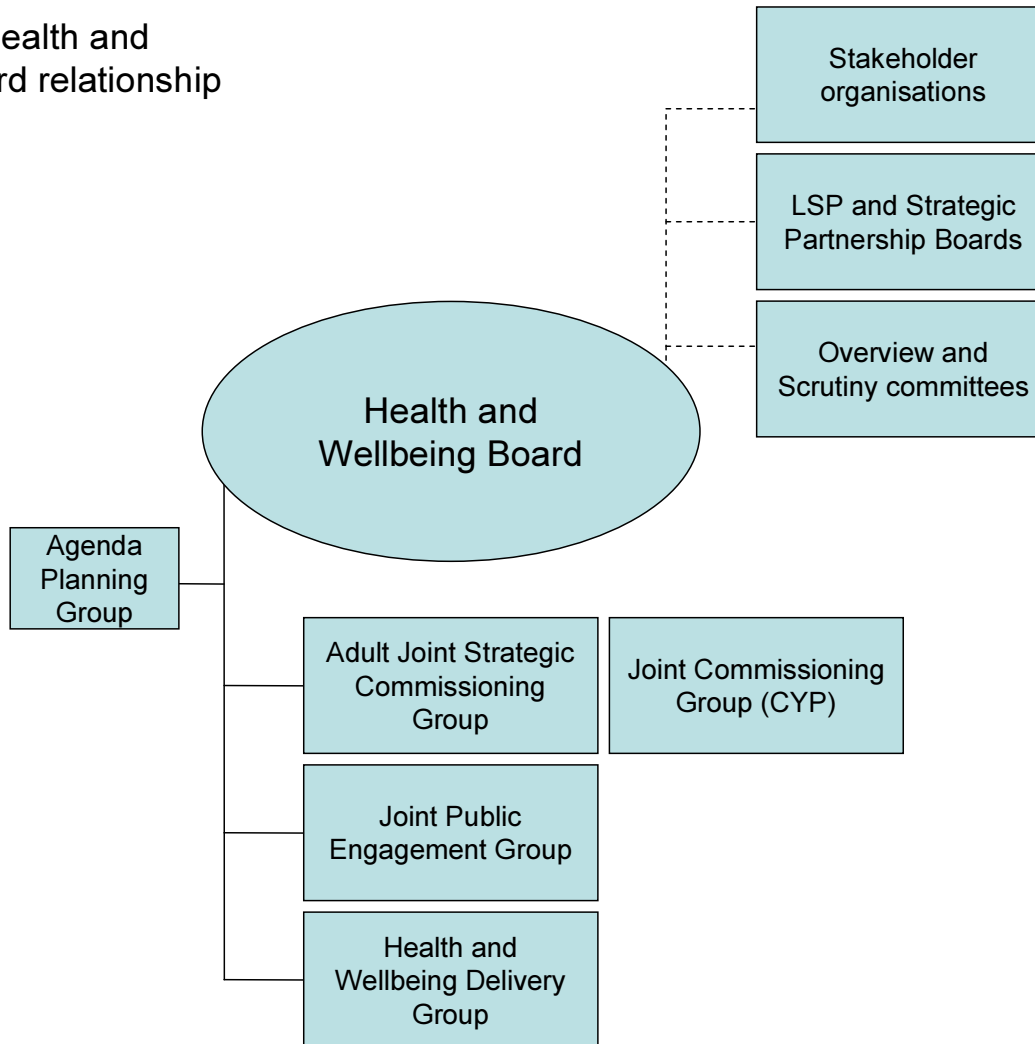 ealth and
rd relationship
Stakeholder
organisations
LSP and Strategic
Partnership Boards
Overview and
Scrutiny committees
Health and
Wellbeing Board
Agenda
Planning
Group
Adult Joint Strategic
Commissioning
Group
Joint Commissioning
Group (CYP)
Joint Public
Engagement Group
Health and
Wellbeing Delivery
Group